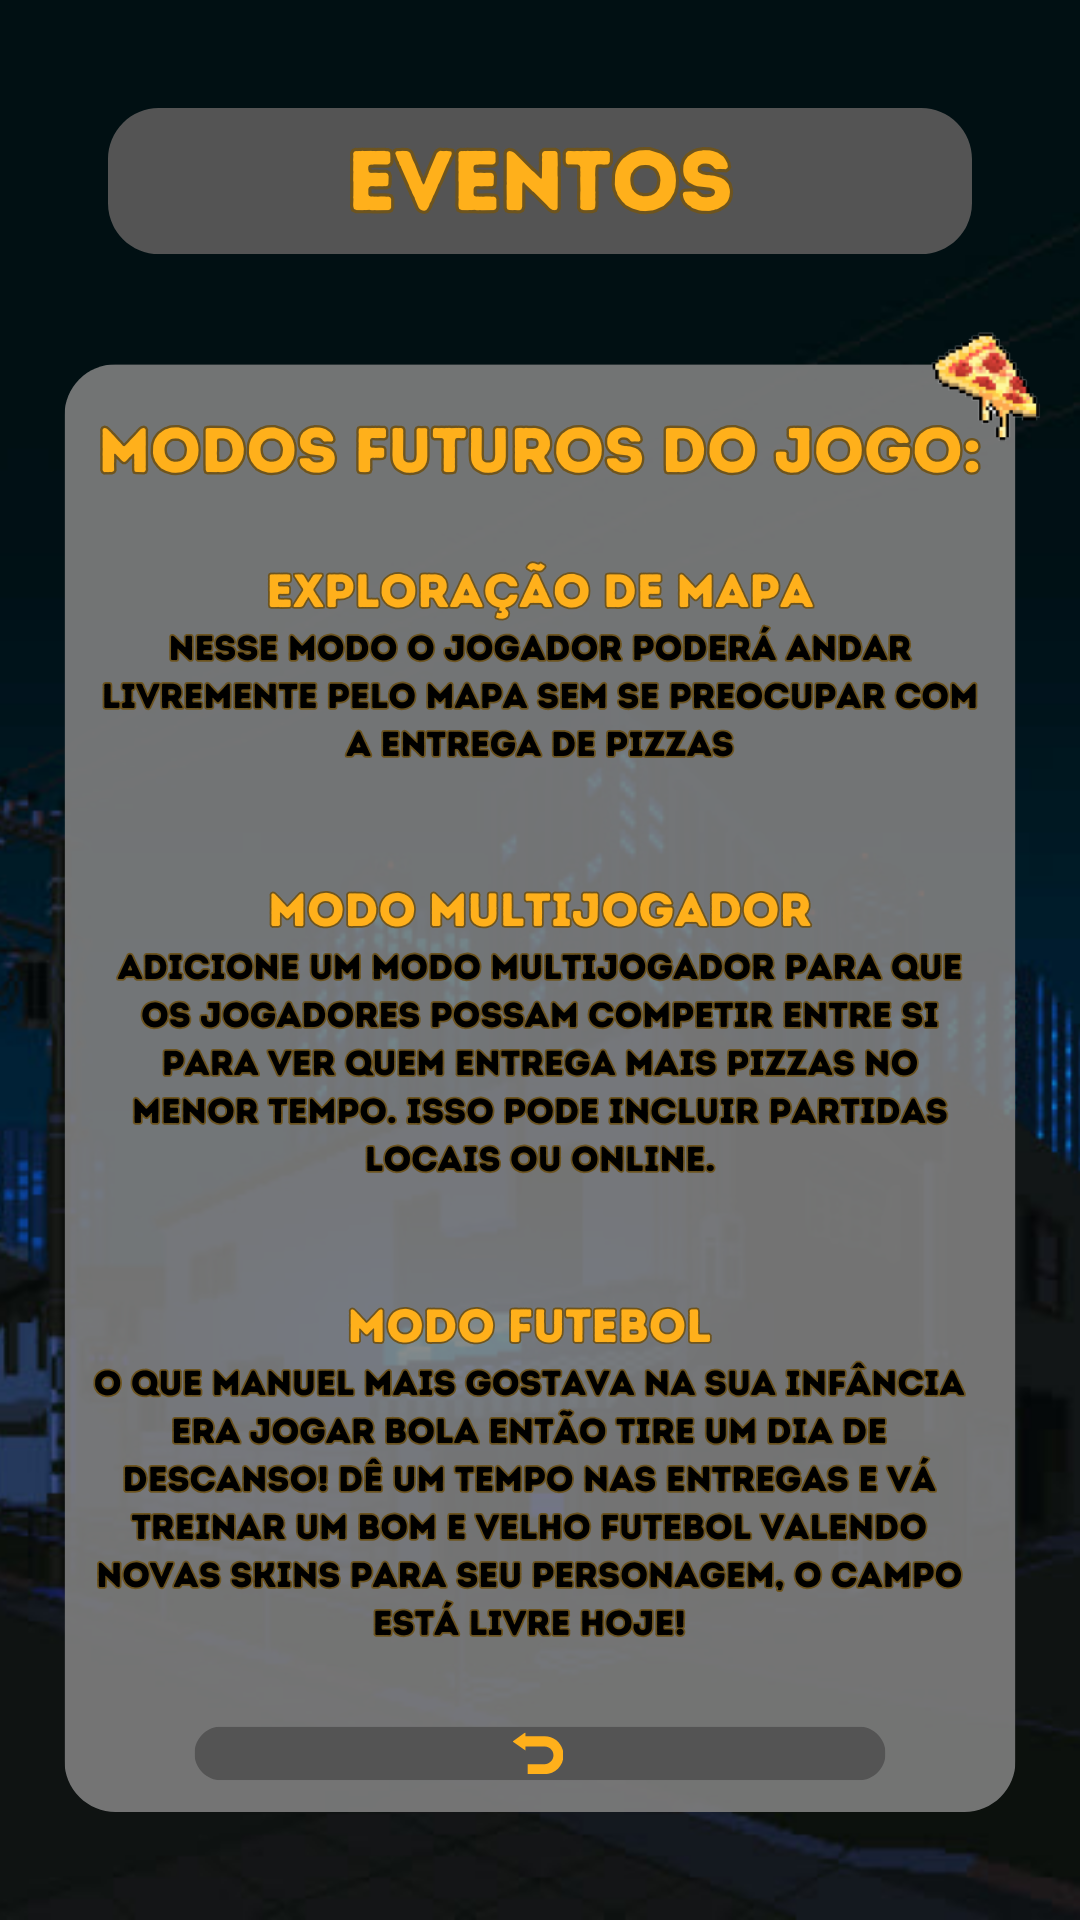 EVENTOS
MODOS FUTUROS DO JOGO:
EXPLORAÇÃO DE MAPA
NESSE MODO O JOGADOR PODERÁ ANDAR
LIVREMENTE PELO MAPA SEM SE PREOCUPAR COM
A ENTREGA DE PIZZAS
MODO MULTIJOGADOR
ADICIONE UM MODO MULTIJOGADOR PARA QUE
OS JOGADORES POSSAM COMPETIR ENTRE SI
PARA VER QUEM ENTREGA MAIS PIZZAS NO
MENOR TEMPO. ISSO PODE INCLUIR PARTIDAS
LOCAIS OU ONLINE.
MODO FUTEBOL
O QUE MANUEL MAIS GOSTAVA NA SUA INFÂNCIA
ERA JOGAR BOLA ENTÃO TIRE UM DIA DE
DESCANSO! DÊ UM TEMPO NAS ENTREGAS E VÁ
TREINAR UM BOM E VELHO FUTEBOL VALENDO
NOVAS SKINS PARA SEU PERSONAGEM, O CAMPO
ESTÁ LIVRE HOJE!